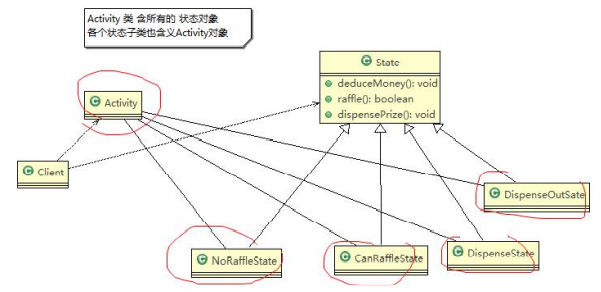 Activity 类 含所有的 状态对象
各个状态子类也含义Activity对象
C State
deduceMoney(): void
raffle(): boolean
dispensePrize(): void
C Activity
C Client
C DispenseOutSate
C NoRaffleState
C CanRaffleState
C DispenseState